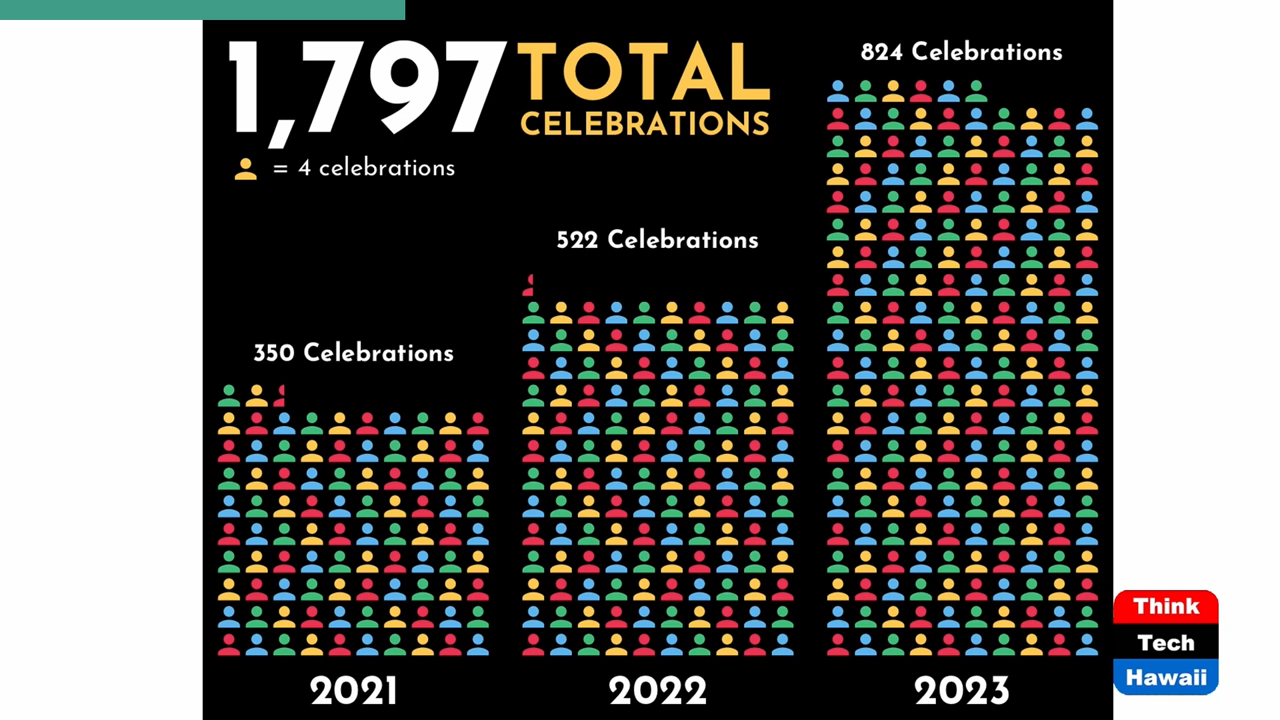 1,797 TOTAL
CELEBRATIONS
= 4 celebrations
824 Celebrations
522 Celebrations
350 Celebrations
2021
2022
2023
Think
Tech
Hawaii